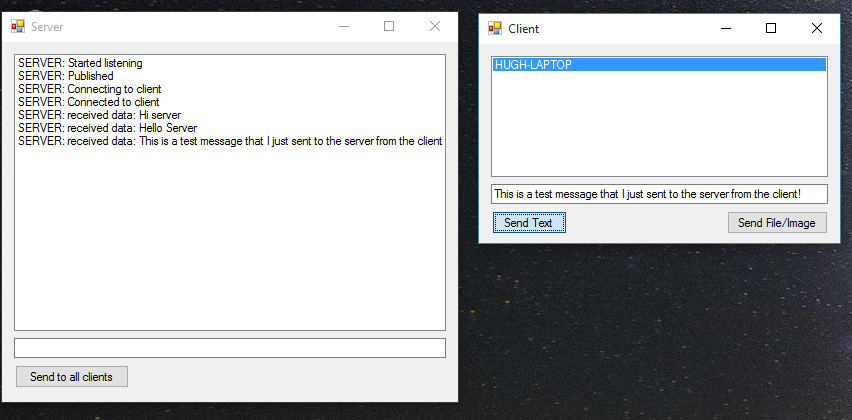 Server
SERVER: Started listening
SERVER: Published
SERVER: Connecting to client
SERVER: Connected to client
SERVER: received data: Hi server
SERVER: received data: Hello Server
SERVER: received data: This is a test message that I just sent to the server from the client
Send to all clients
Client
HUGH-LAPTOP
This is a test message that I just sent to the server from the client!
Send Text
Send File/Image